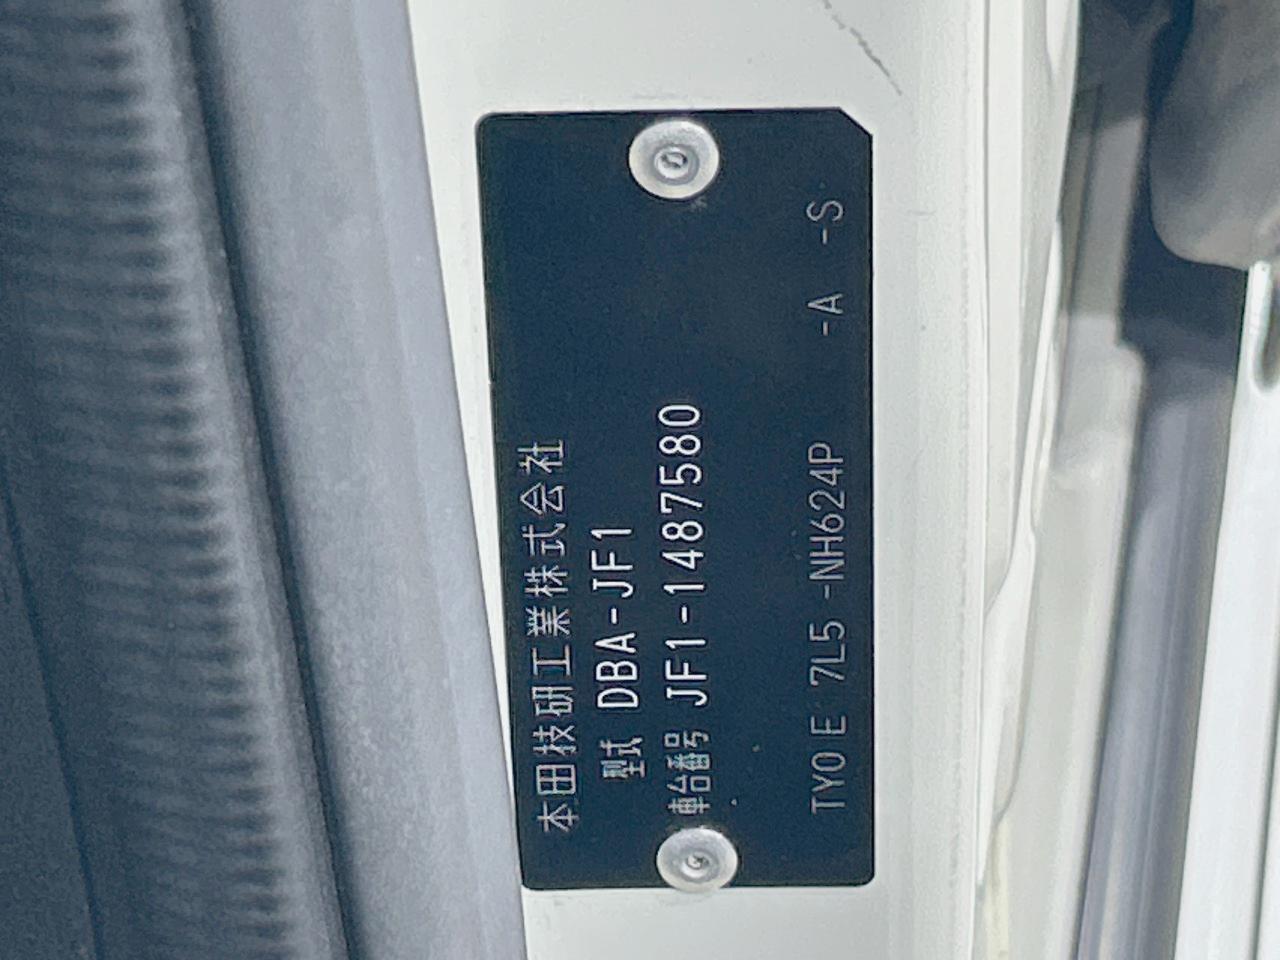 本田技研工業株式会社
型式 DBA-JF1
車台番号 JF1-1487580
TY0 E 7L5 -NH624P -A -S